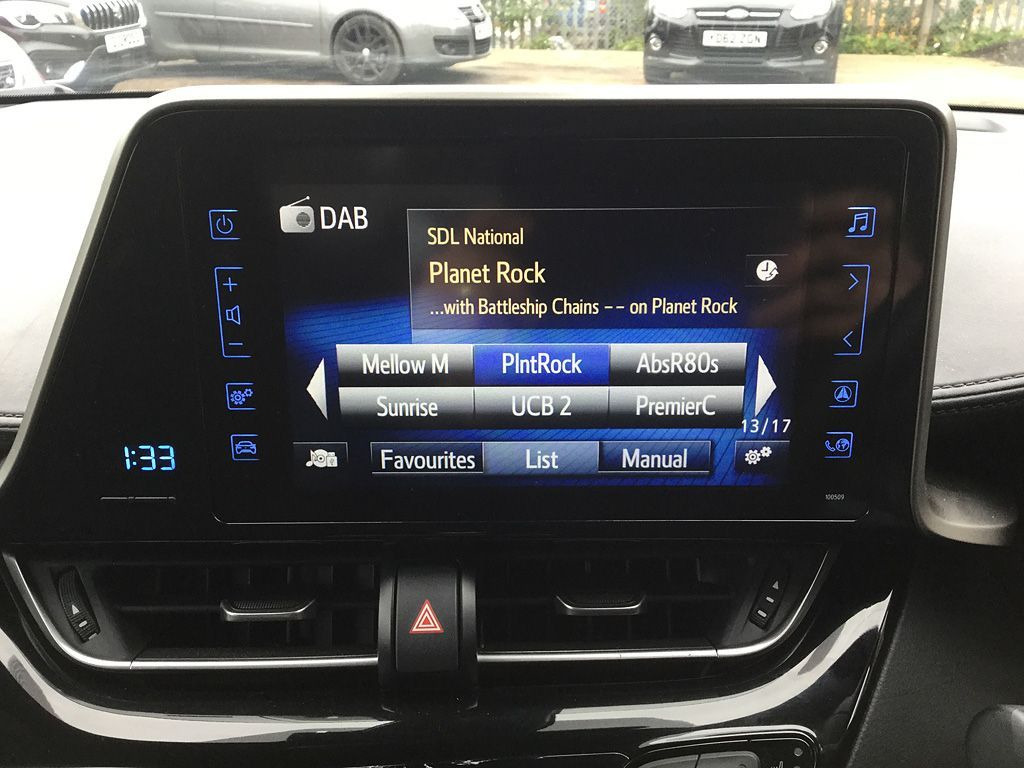 DAB
SDL National
Planet Rock
...with Battleship Chains -- on Planet Rock
Mellow M PlntRock AbsR80s
Sunrise UCB 2 PremierC
13/17
Favourites List Manual
1:33
100509